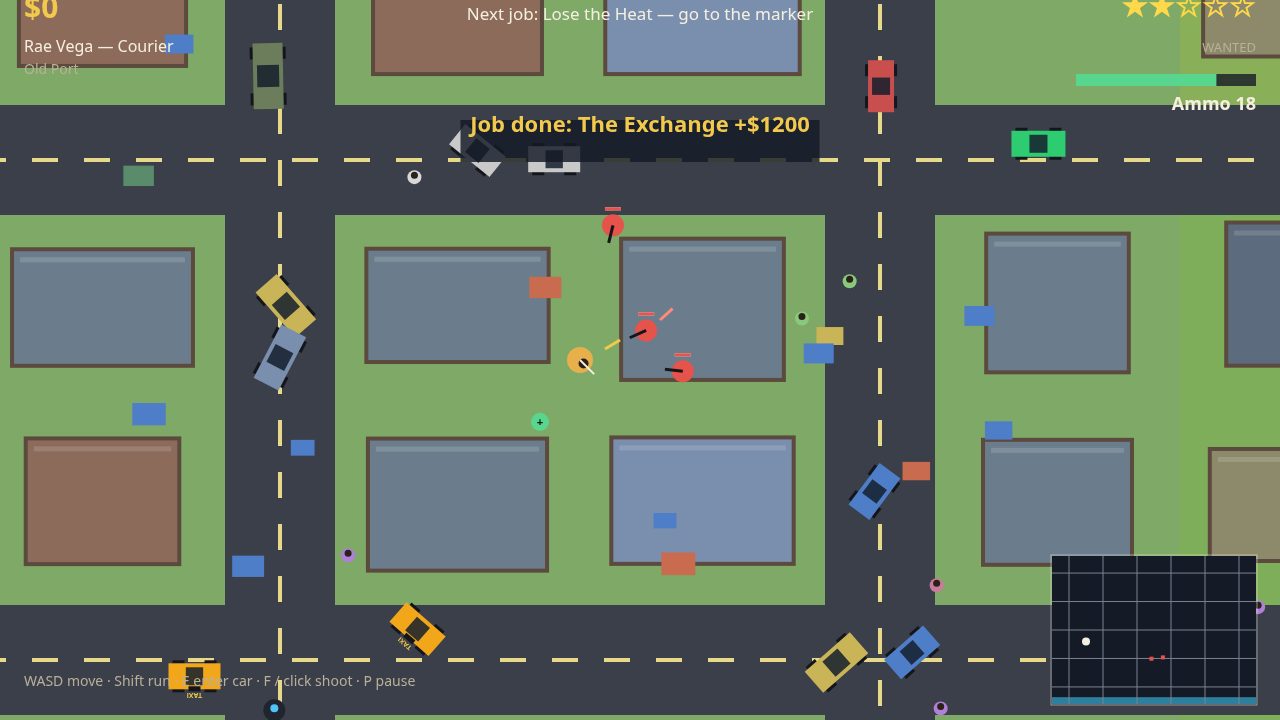 $0
Next job: Lose the Heat — go to the marker
★★☆☆☆
Rae Vega — Courier
WANTED
Old Port
Ammo 18
Job done: The Exchange +$1200
+
TAXI
WASD move · Shift run · E enter car · F / click shoot · P pause
TAXI